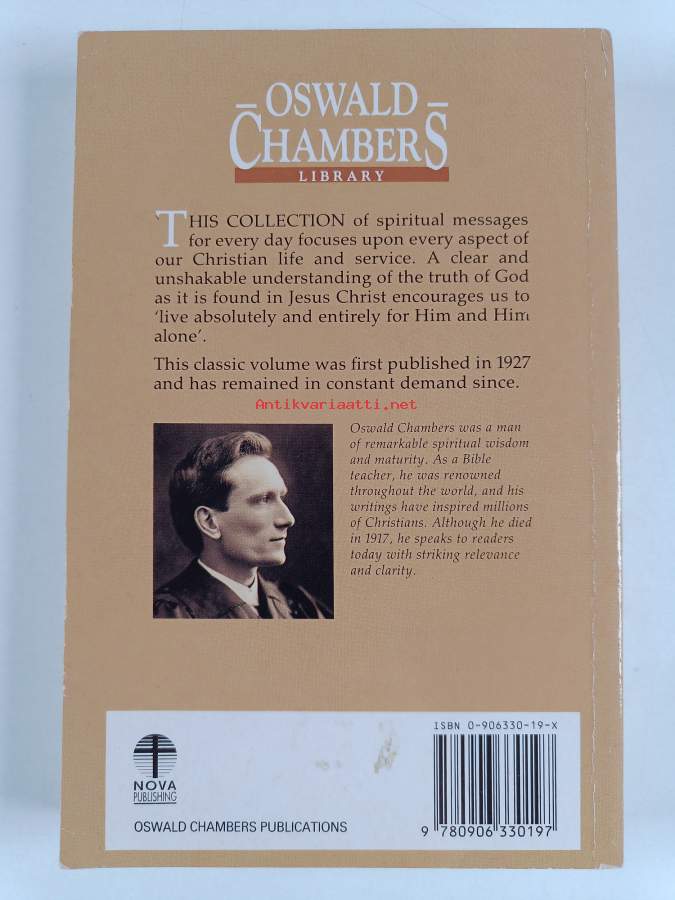 OSWALD
CHAMBERS
LIBRARY
THIS COLLECTION of spiritual messages
for every day focuses upon every aspect of
our Christian life and service. A clear and
unshakable understanding of the truth of God
as it is found in Jesus Christ encourages us to
‘live absolutely and entirely for Him and Him
alone’.
This classic volume was first published in 1927
and has remained in constant demand since.
Antikvariaatti.net
Oswald Chambers was a man
of remarkable spiritual wisdom
and maturity. As a Bible
teacher, he was renowned
throughout the world, and his
writings have inspired millions
of Christians. Although he died
in 1917, he speaks to readers
today with striking relevance
and clarity.
ISBN 0-906330-19-X
NOVA
PUBLISHING
OSWALD CHAMBERS PUBLICATIONS
9 780906 330197